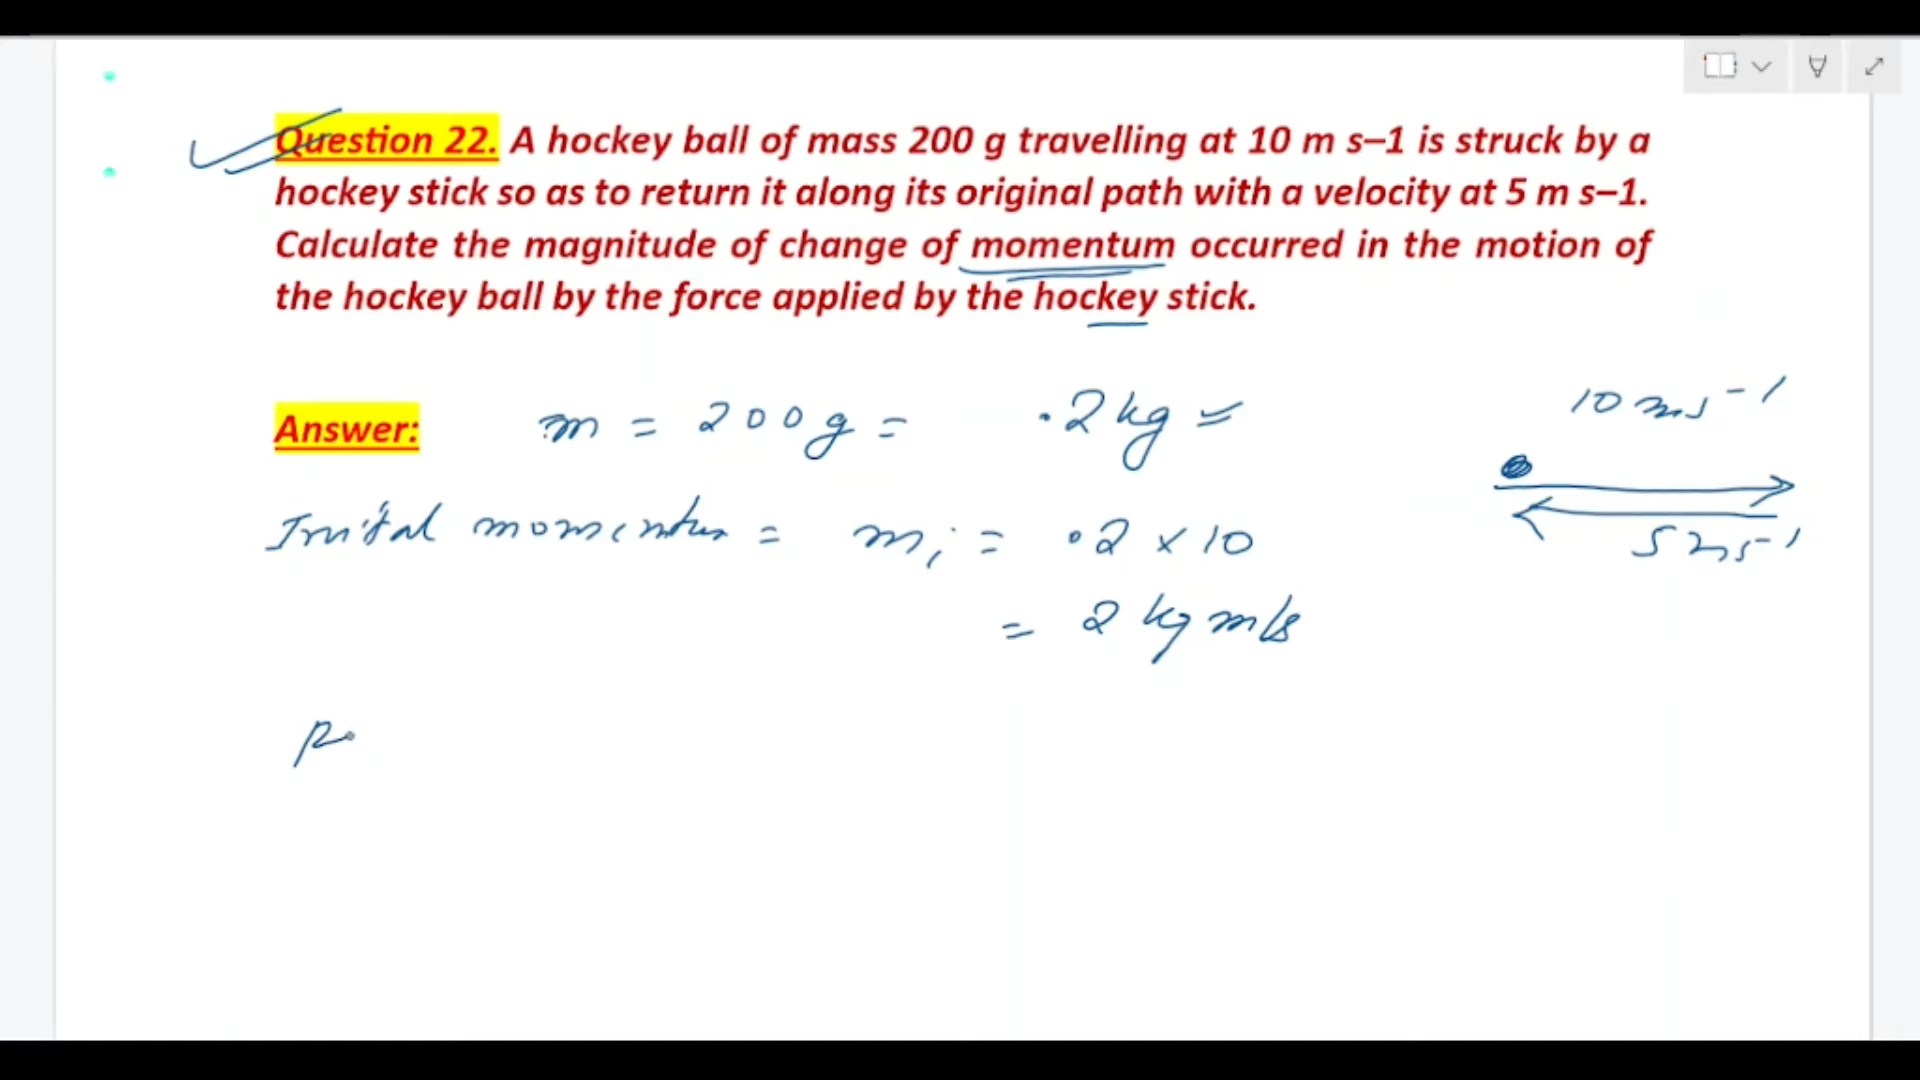 Question 22. A hockey ball of mass 200 g travelling at 10 m s–1 is struck by a
hockey stick so as to return it along its original path with a velocity at 5 m s–1.
Calculate the magnitude of change of momentum occurred in the motion of
the hockey ball by the force applied by the hockey stick.
Answer: m = 200g = .2 kg =
10 ms-1
Initial momentum = mi = .2 × 10
5 ms-1
= 2 kg m/s